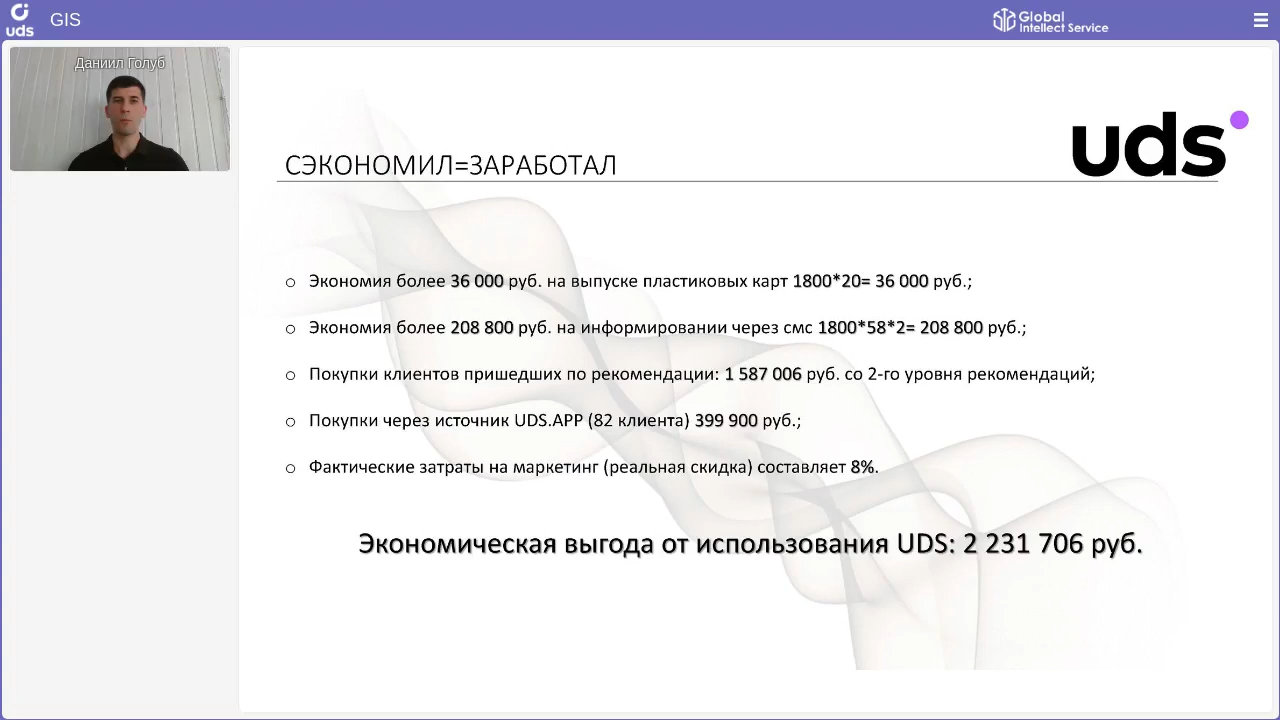 uds
GIS
Global
Intellect Service
Даниил Голуб
uds
СЭКОНОМИЛ=ЗАРАБОТАЛ
Экономия более 36 000 руб. на выпуске пластиковых карт 1800*20= 36 000 руб.;
Экономия более 208 800 руб. на информировании через смс 1800*58*2= 208 800 руб.;
Покупки клиентов пришедших по рекомендации: 1 587 006 руб. со 2-го уровня рекомендаций;
Покупки через источник UDS.APP (82 клиента) 399 900 руб.;
Фактические затраты на маркетинг (реальная скидка) составляет 8%.
Экономическая выгода от использования UDS: 2 231 706 руб.